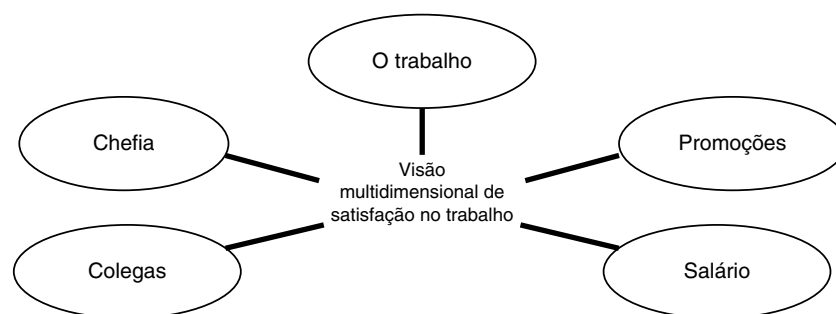 O trabalho
Chefia
Promoções
Visão
multidimensional de
satisfação no trabalho
Colegas
Salário